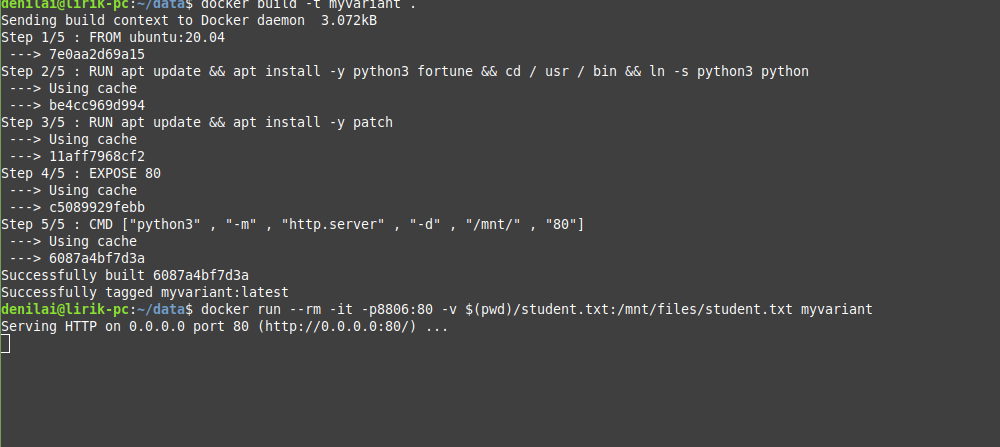 denilai@lirik-pc:~/data$ docker build -t myvariant .
Sending build context to Docker daemon  3.072kB
Step 1/5 : FROM ubuntu:20.04
 ---> 7e0aa2d69a15
Step 2/5 : RUN apt update && apt install -y python3 fortune && cd / usr / bin && ln -s python3 python
 ---> Using cache
 ---> be4cc969d994
Step 3/5 : RUN apt update && apt install -y patch
 ---> Using cache
 ---> 11aff7968cf2
Step 4/5 : EXPOSE 80
 ---> Using cache
 ---> c5089929febb
Step 5/5 : CMD ["python3" , "-m" , "http.server" , "-d" , "/mnt/" , "80"]
 ---> Using cache
 ---> 6087a4bf7d3a
Successfully built 6087a4bf7d3a
Successfully tagged myvariant:latest
denilai@lirik-pc:~/data$ docker run --rm -it -p8806:80 -v $(pwd)/student.txt:/mnt/files/student.txt myvariant
Serving HTTP on 0.0.0.0 port 80 (http://0.0.0.0:80/) ...